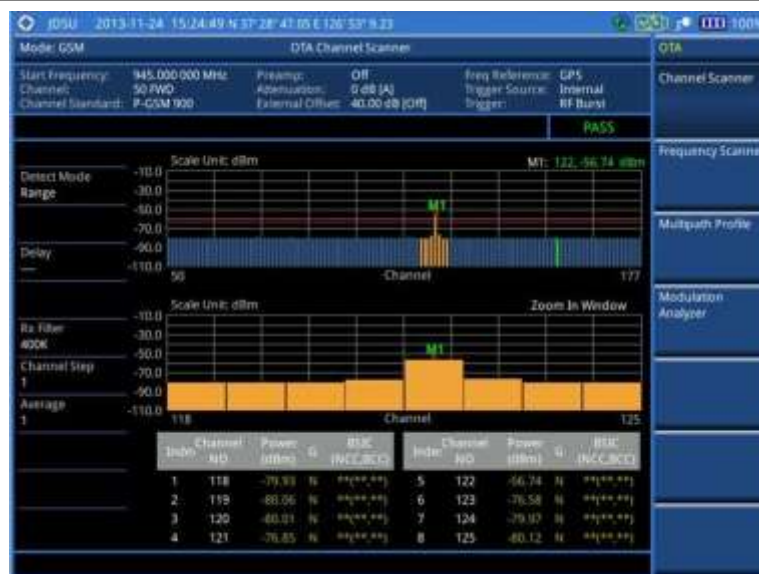 JDSU 2013-11-24 15:24:49 N 37° 28' 47.05 E 126° 53' 9.23 100%
Mode: GSM OTA Channel Scanner OTA
Start Frequency: 945.000 000 MHz Preamp: Off Freq Reference: GPS
Channel: 50 FWD Attenuation: 0 dB [A] Trigger Source: Internal
Channel Standard: P-GSM 900 External Offset: 40.00 dB [Off] Trigger: RF Burst
Channel Scanner
PASS
Frequency Scanne
Detect Mode
Range
Scale Unit: dBm M1: 122, -56.74 dBm
-10.0
-30.0
-50.0
M1
-70.0
Multipath Profile
Delay
-90.0
-110.0
50 Channel 177
Modulation
Analyzer
Scale Unit: dBm Zoom In Window
-10.0
Rx Filter
400K
-30.0
-50.0
M1
Channel Step
1
-70.0
-90.0
Average
1
-110.0
118 Channel 125
Index Channel NO Power (dBm) G BSIC (NCC,BCC) Index Channel NO Power (dBm) G BSIC (NCC,BCC)
1 118 -79.93 N **(**,**) 5 122 -56.74 N **(**,**)
2 119 -80.06 N **(**,**) 6 123 -76.58 N **(**,**)
3 120 -80.01 N **(**,**) 7 124 -79.97 N **(**,**)
4 121 -76.85 N **(**,**) 8 125 -80.12 N **(**,**)